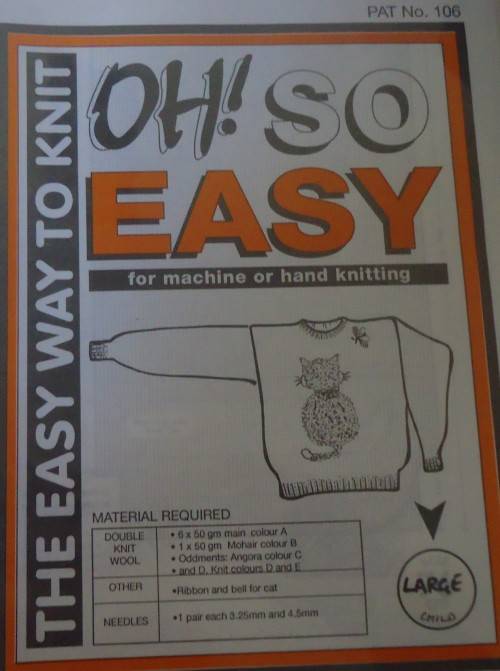 PAT No. 106
THE EASY WAY TO KNIT
OH! SO
EASY
for machine or hand knitting
MATERIAL REQUIRED
DOUBLE KNIT WOOL
• 6 x 50 gm main colour A
• 1 x 50 gm Mohair colour B
• Oddments: Angora colour C
• and D, Knit colours D and E
OTHER
•Ribbon and bell for cat
NEEDLES
•1 pair each 3.25mm and 4.5mm
LARGE
CHILD